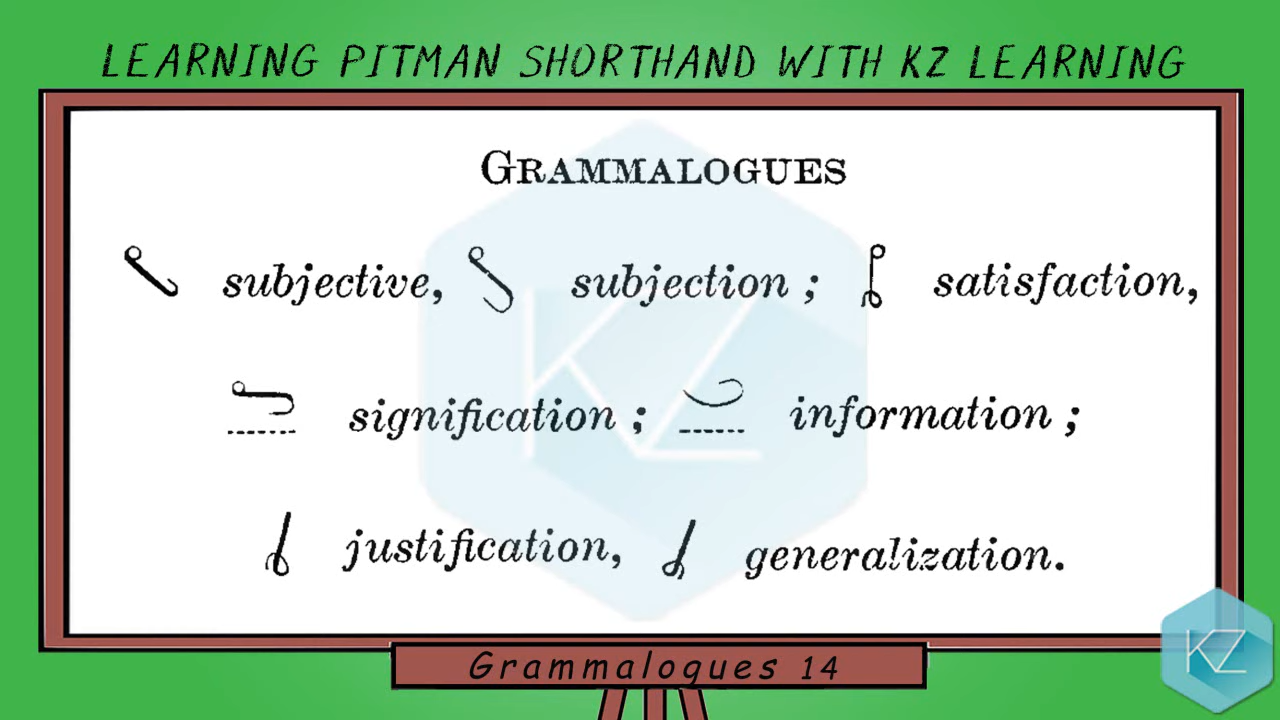 LEARNING PITMAN SHORTHAND WITH KZ LEARNING
GRAMMALOGUES
subjective, subjection ; satisfaction,
signification ; information ;
justification, generalization.
Grammalogues 14
KZ